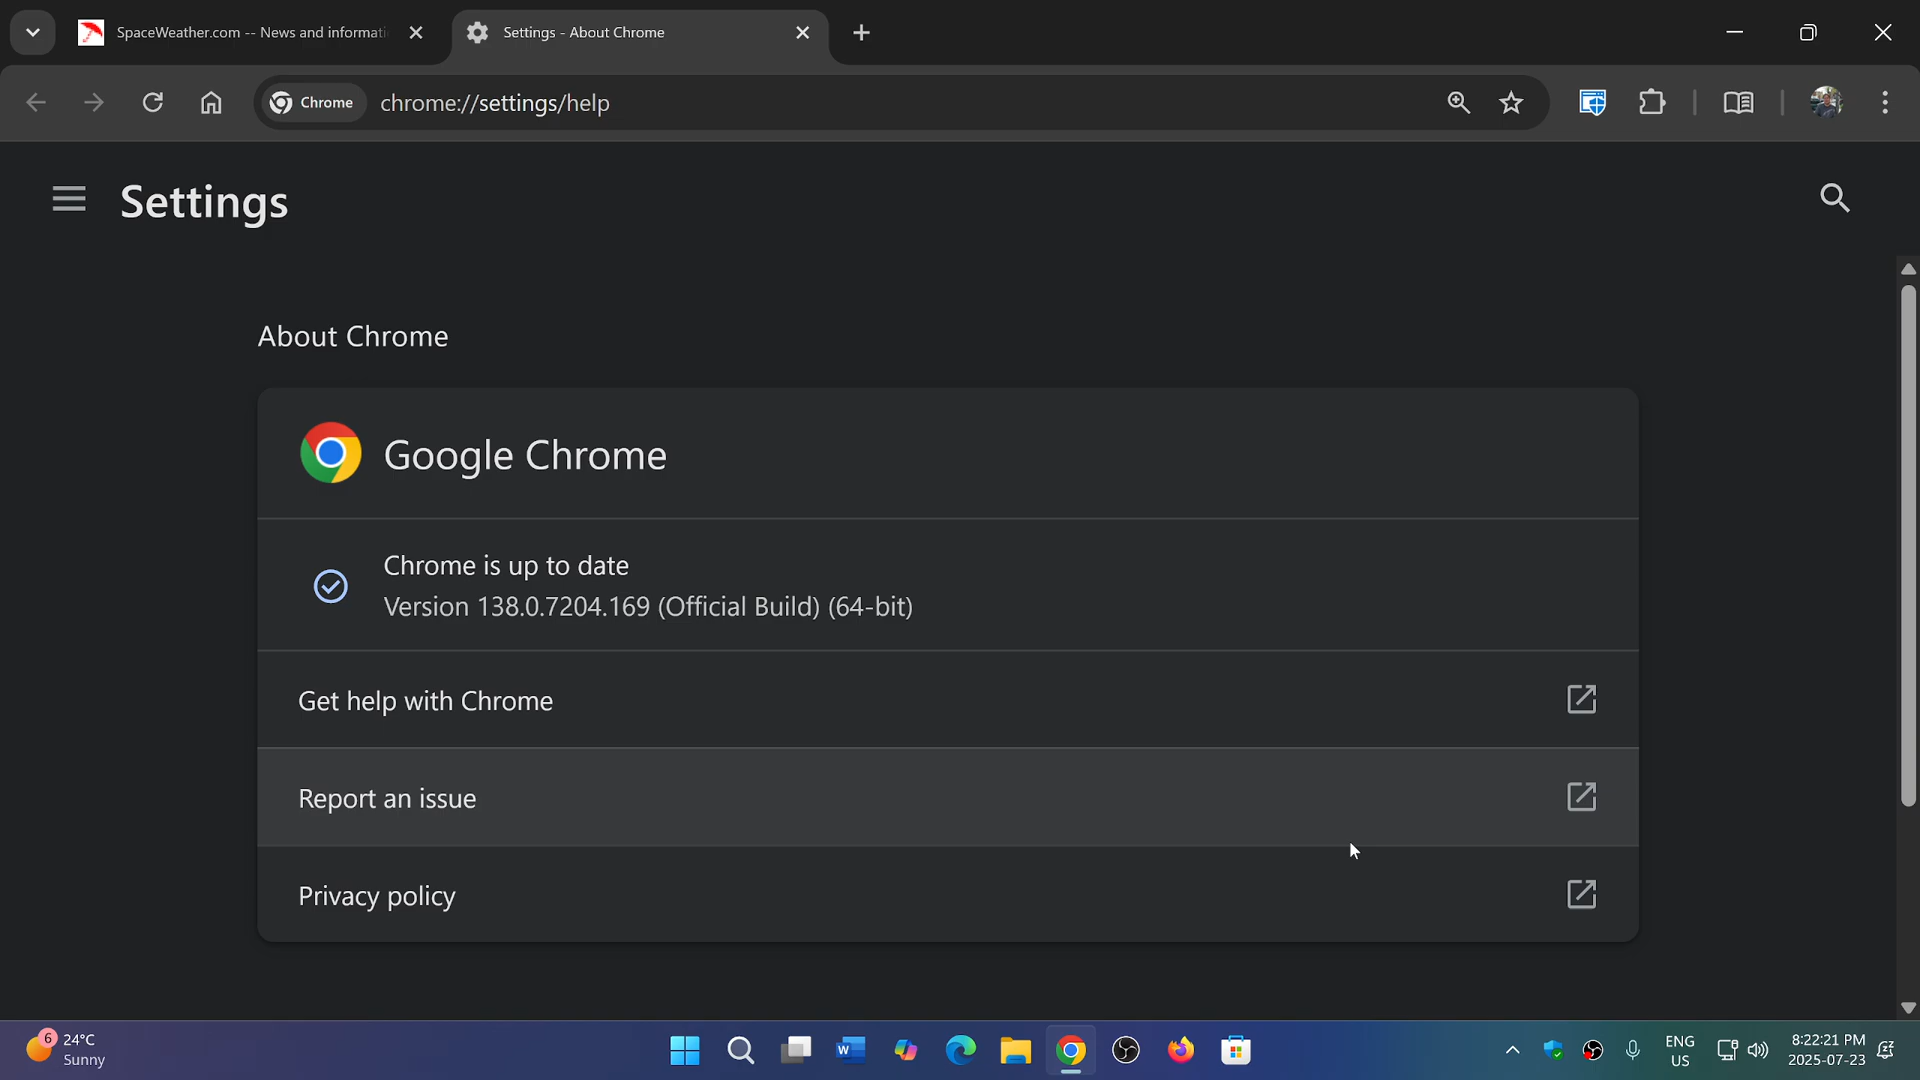 SpaceWeather.com -- News and informati
Settings - About Chrome
Chrome
chrome://settings/help
Settings
About Chrome
Google Chrome
Chrome is up to date
Version 138.0.7204.169 (Official Build) (64-bit)
Get help with Chrome
Report an issue
Privacy policy
6
24°C
Sunny
W
ENG
US
8:22:21 PM
2025-07-23